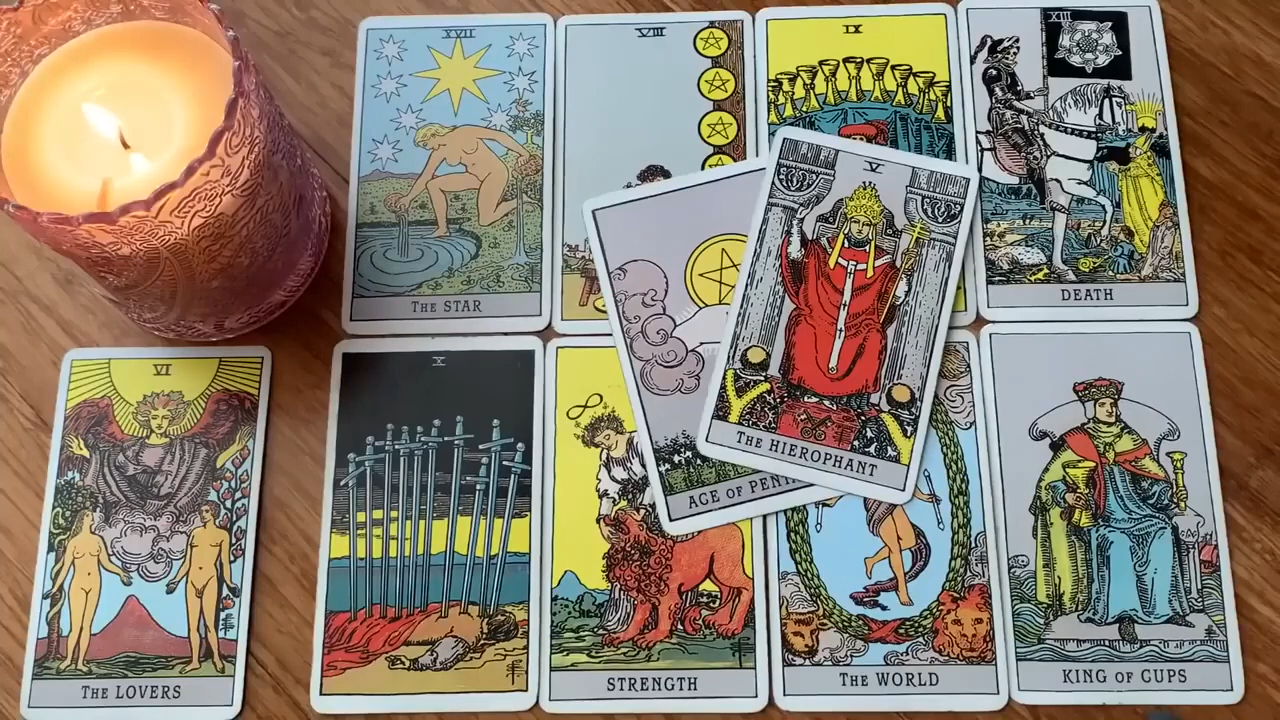 XVII
VIII
IX
XIII
THE STAR
DEATH
V
THE HIEROPHANT
ACE OF PENT
VI
THE LOVERS
X
STRENGTH
THE WORLD
KING OF CUPS